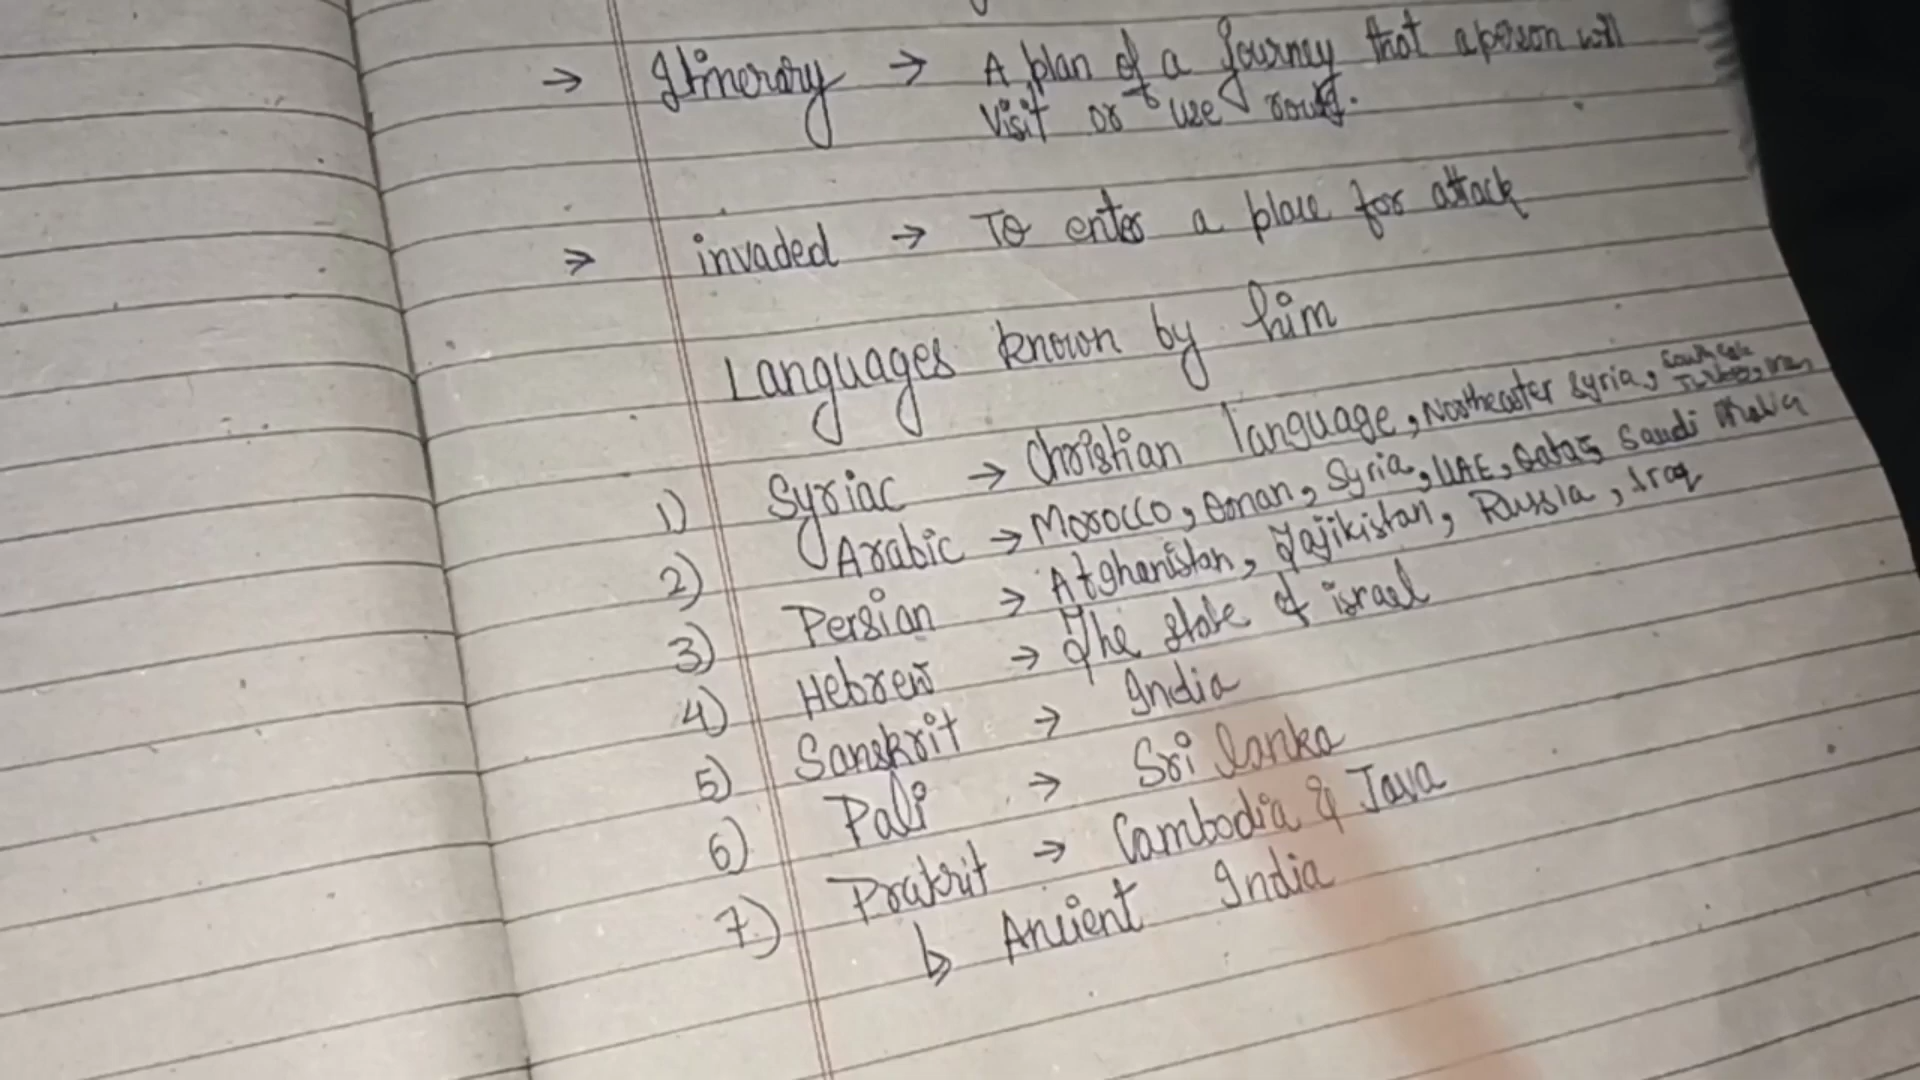 → Itinerary → A plan of a journey that a person will
visit or use rout.
→ invaded → To enter a place for attack
Languages known by him
1) Syriac → Christian language, Northeaster Syria,
2) Arabic → Morocco, Oman, Syria, UAE, Qatar, Saudi Arabia
3) Persian → Afghanistan, Tajikistan, Russia, Iraq
4) Hebrew → The state of israel
5) Sanskrit → India
6) Pali → Sri lanka
7) Prakrit → Cambodia & Java
↳ Ancient India